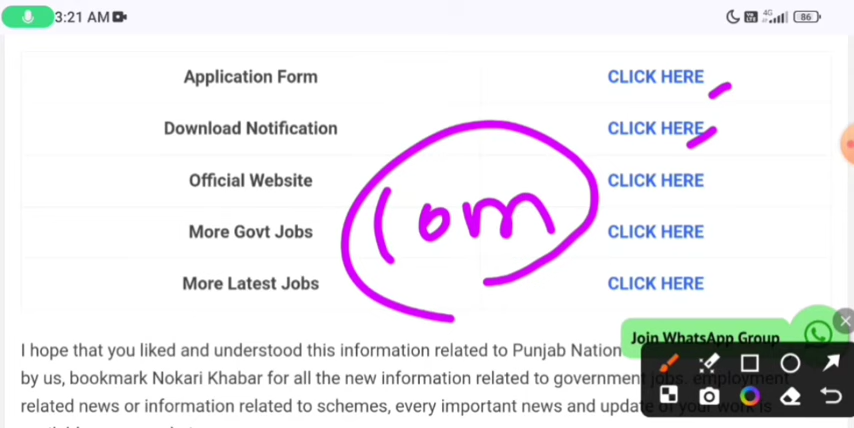 3:21 AM 4G 86
Application Form CLICK HERE
Download Notification CLICK HERE
Official Website CLICK HERE
10m
More Govt Jobs CLICK HERE
More Latest Jobs CLICK HERE
Join WhatsApp Group
I hope that you liked and understood this information related to Punjab Nation
by us, bookmark Nokari Khabar for all the new information related to government jobs. employment
related news or information related to schemes, every important news and update of your work is